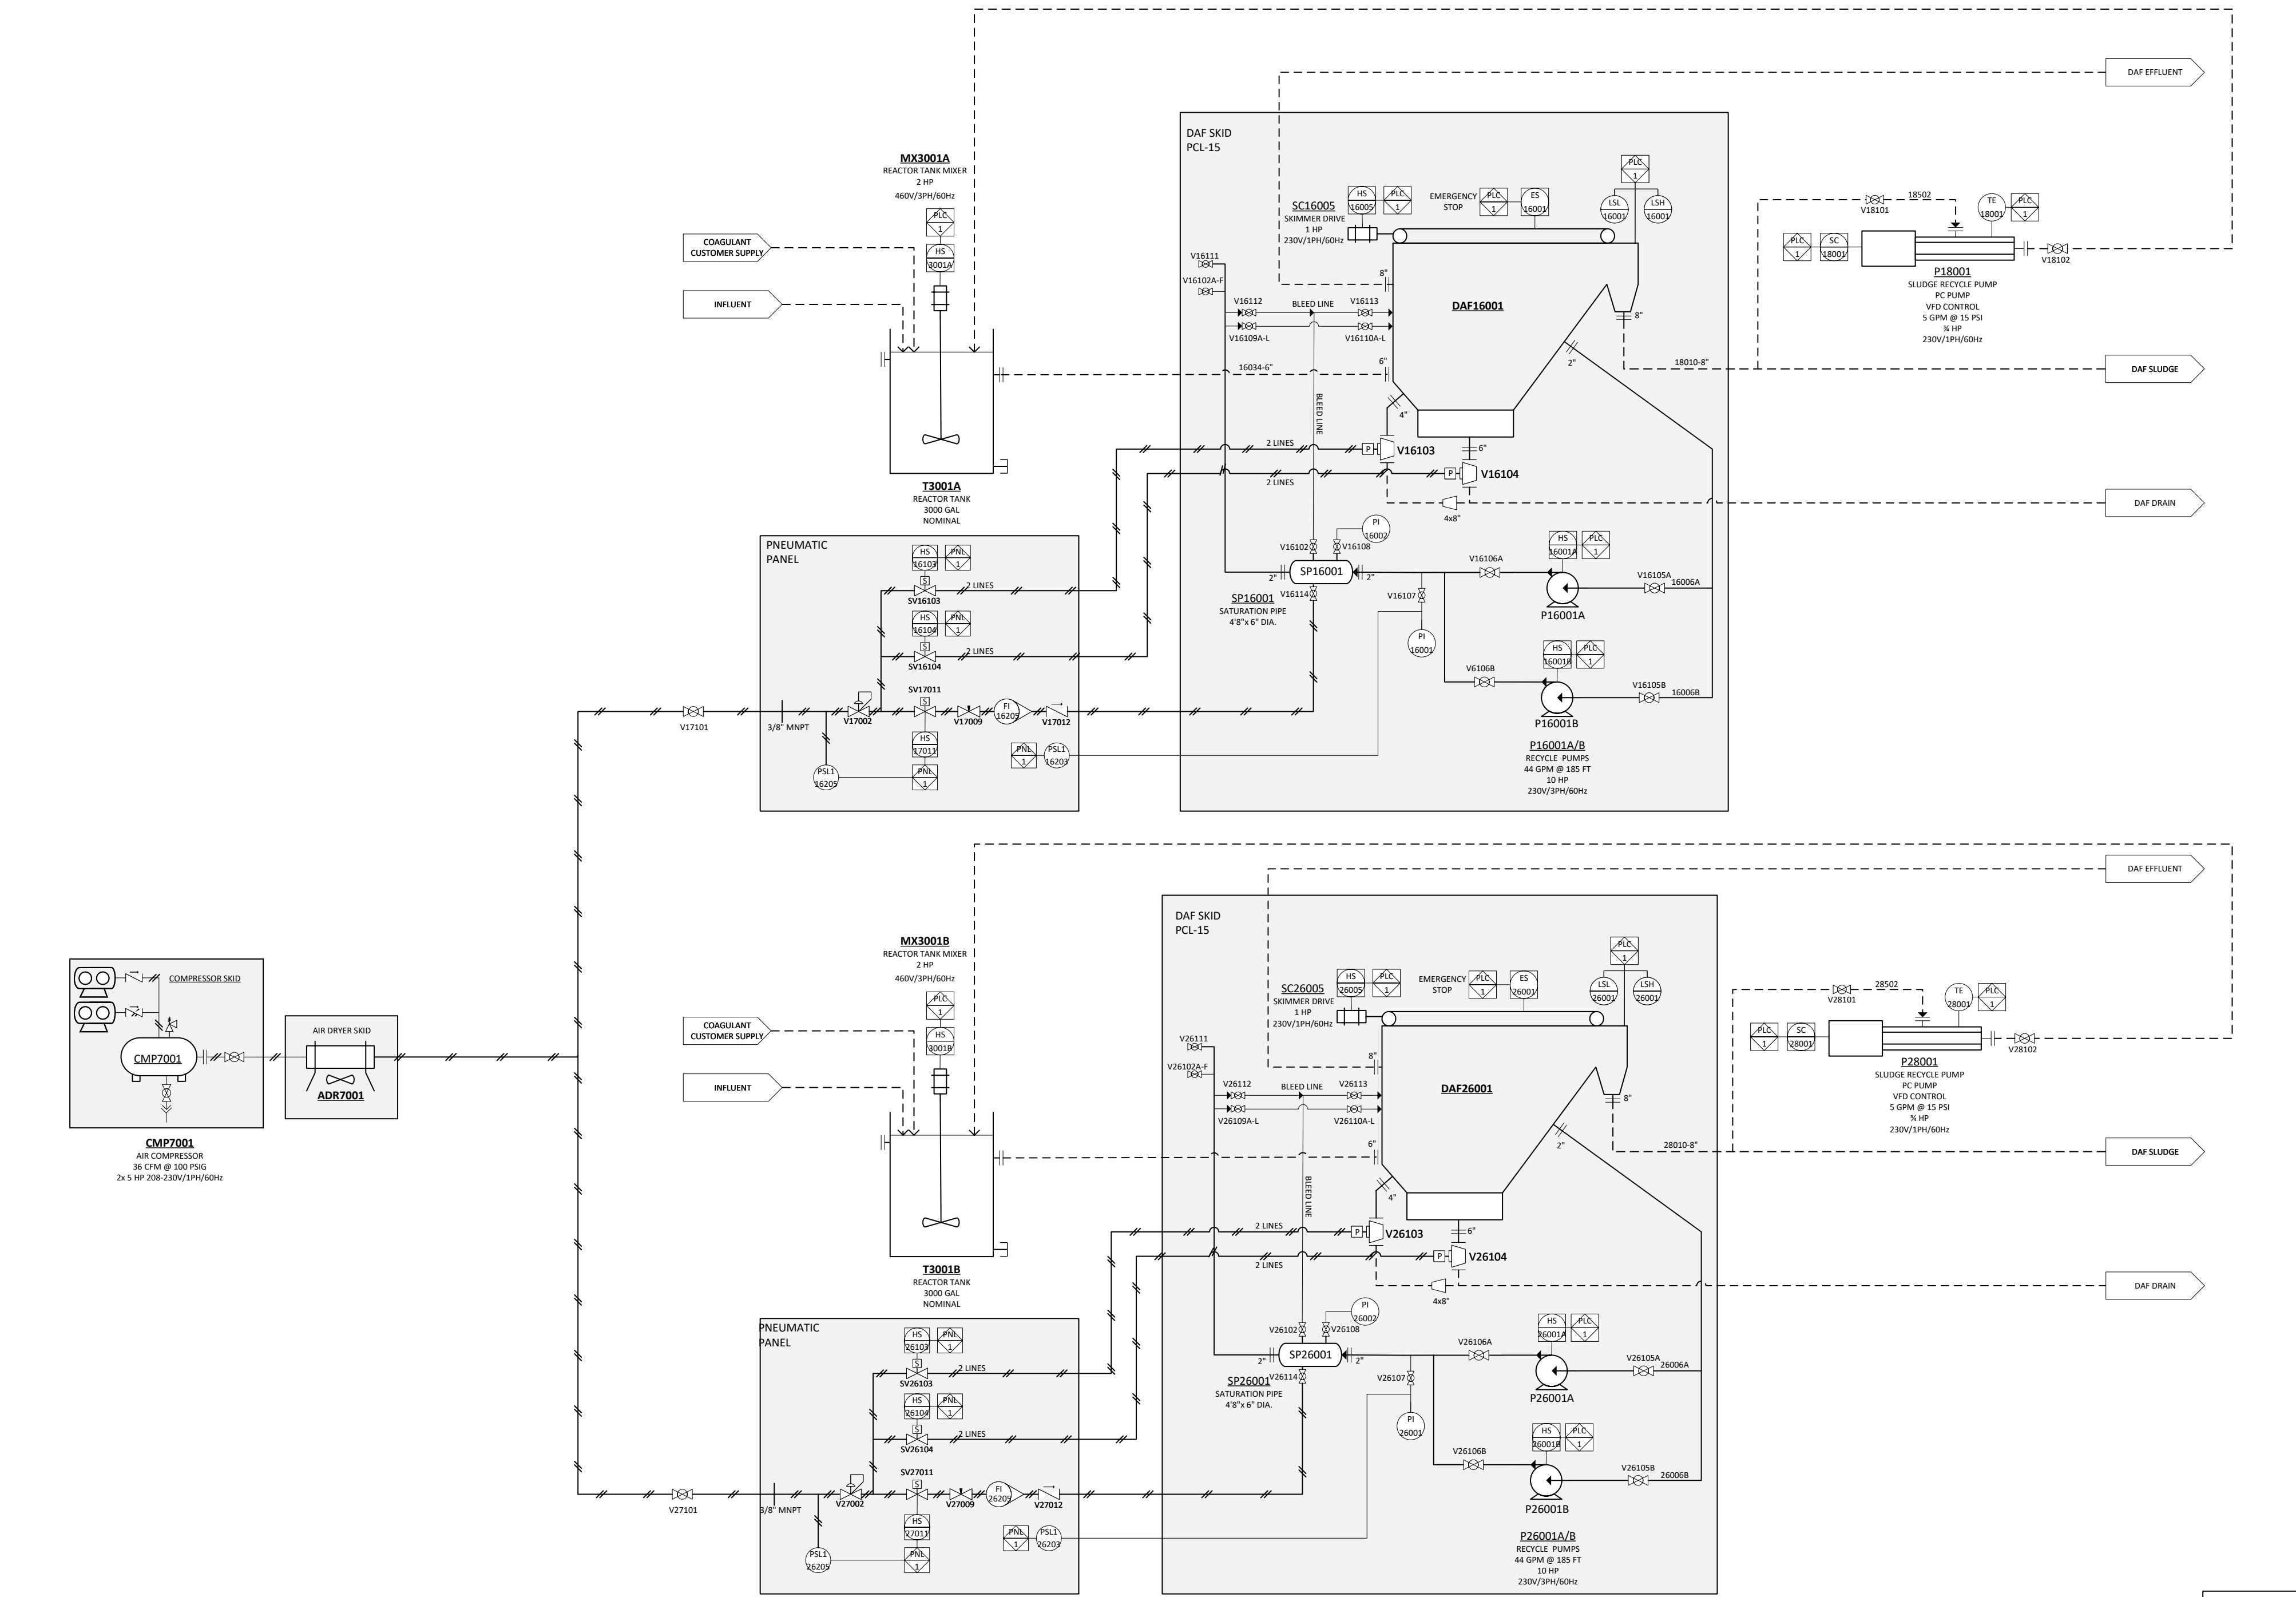 DAF EFFLUENT
DAF SKID
PCL-15
MX3001A
REACTOR TANK MIXER
2 HP
460V/3PH/60Hz
PLC
1
HS
3001A
COAGULANT
CUSTOMER SUPPLY
INFLUENT
T3001A
REACTOR TANK
3000 GAL
NOMINAL
SC16005
SKIMMER DRIVE
1 HP
230V/1PH/60Hz
HS
16005
PLC
1
EMERGENCY
STOP
PLC
1
ES
16001
PLC
1
LSL
16001
LSH
16001
V16111
V16102A-F
V16112
BLEED LINE
V16113
V16109A-L
V16110A-L
8"
DAF16001
8"
6"
16034-6"
2"
4"
BLEED LINE
2 LINES
P
V16103
6"
P
V16104
2 LINES
4x8"
V18101
18502
TE
18001
PLC
1
PLC
1
SC
18001
V18102
P18001
SLUDGE RECYCLE PUMP
PC PUMP
VFD CONTROL
5 GPM @ 15 PSI
¾ HP
230V/1PH/60Hz
18010-8"
DAF SLUDGE
DAF DRAIN
PI
16002
V16102
V16108
2"
SP16001
2"
V16114
SP16001
SATURATION PIPE
4'8"x 6" DIA.
V16107
PI
16001
V16106A
HS
16001A
PLC
1
V16105A
16006A
P16001A
HS
16001B
PLC
1
V6106B
V16105B
16006B
P16001B
P16001A/B
RECYCLE PUMPS
44 GPM @ 185 FT
10 HP
230V/3PH/60Hz
PNEUMATIC
PANEL
HS
16103
PNL
1
S
2 LINES
SV16103
HS
16104
PNL
1
S
2 LINES
SV16104
SV17011
S
V17101
3/8" MNPT
V17002
V17009
FI
16205
V17012
HS
17011
PNL
1
PSL1
16203
PSL1
16205
PNL
1
COMPRESSOR SKID
CMP7001
AIR DRYER SKID
ADR7001
CMP7001
AIR COMPRESSOR
36 CFM @ 100 PSIG
2x 5 HP 208-230V/1PH/60Hz
DAF EFFLUENT
DAF SKID
PCL-15
MX3001B
REACTOR TANK MIXER
2 HP
460V/3PH/60Hz
PLC
1
HS
3001B
COAGULANT
CUSTOMER SUPPLY
INFLUENT
T3001B
REACTOR TANK
3000 GAL
NOMINAL
SC26005
SKIMMER DRIVE
1 HP
230V/1PH/60Hz
HS
26005
PLC
1
EMERGENCY
STOP
PLC
1
ES
26001
PLC
1
LSL
26001
LSH
26001
V26111
V26102A-F
V26112
BLEED LINE
V26113
V26109A-L
V26110A-L
8"
DAF26001
8"
6"
2"
4"
BLEED LINE
2 LINES
P
V26103
6"
P
V26104
2 LINES
4x8"
V28101
28502
TE
28001
PLC
1
PLC
1
SC
28001
V28102
P28001
SLUDGE RECYCLE PUMP
PC PUMP
VFD CONTROL
5 GPM @ 15 PSI
¾ HP
230V/1PH/60Hz
28010-8"
DAF SLUDGE
DAF DRAIN
PI
26002
V26102
V26108
2"
SP26001
2"
V26114
SP26001
SATURATION PIPE
4'8"x 6" DIA.
V26107
PI
26001
V26106A
HS
26001A
PLC
1
V26105A
26006A
P26001A
HS
26001B
PLC
1
V26106B
V26105B
26006B
P26001B
P26001A/B
RECYCLE PUMPS
44 GPM @ 185 FT
10 HP
230V/3PH/60Hz
PNEUMATIC
PANEL
HS
26103
PNL
1
S
2 LINES
SV26103
HS
26104
PNL
1
S
2 LINES
SV26104
SV27011
S
V27101
3/8" MNPT
V27002
V27009
FI
26205
V27012
HS
27011
PNL
1
PSL1
26203
PSL1
26205
PNL
1